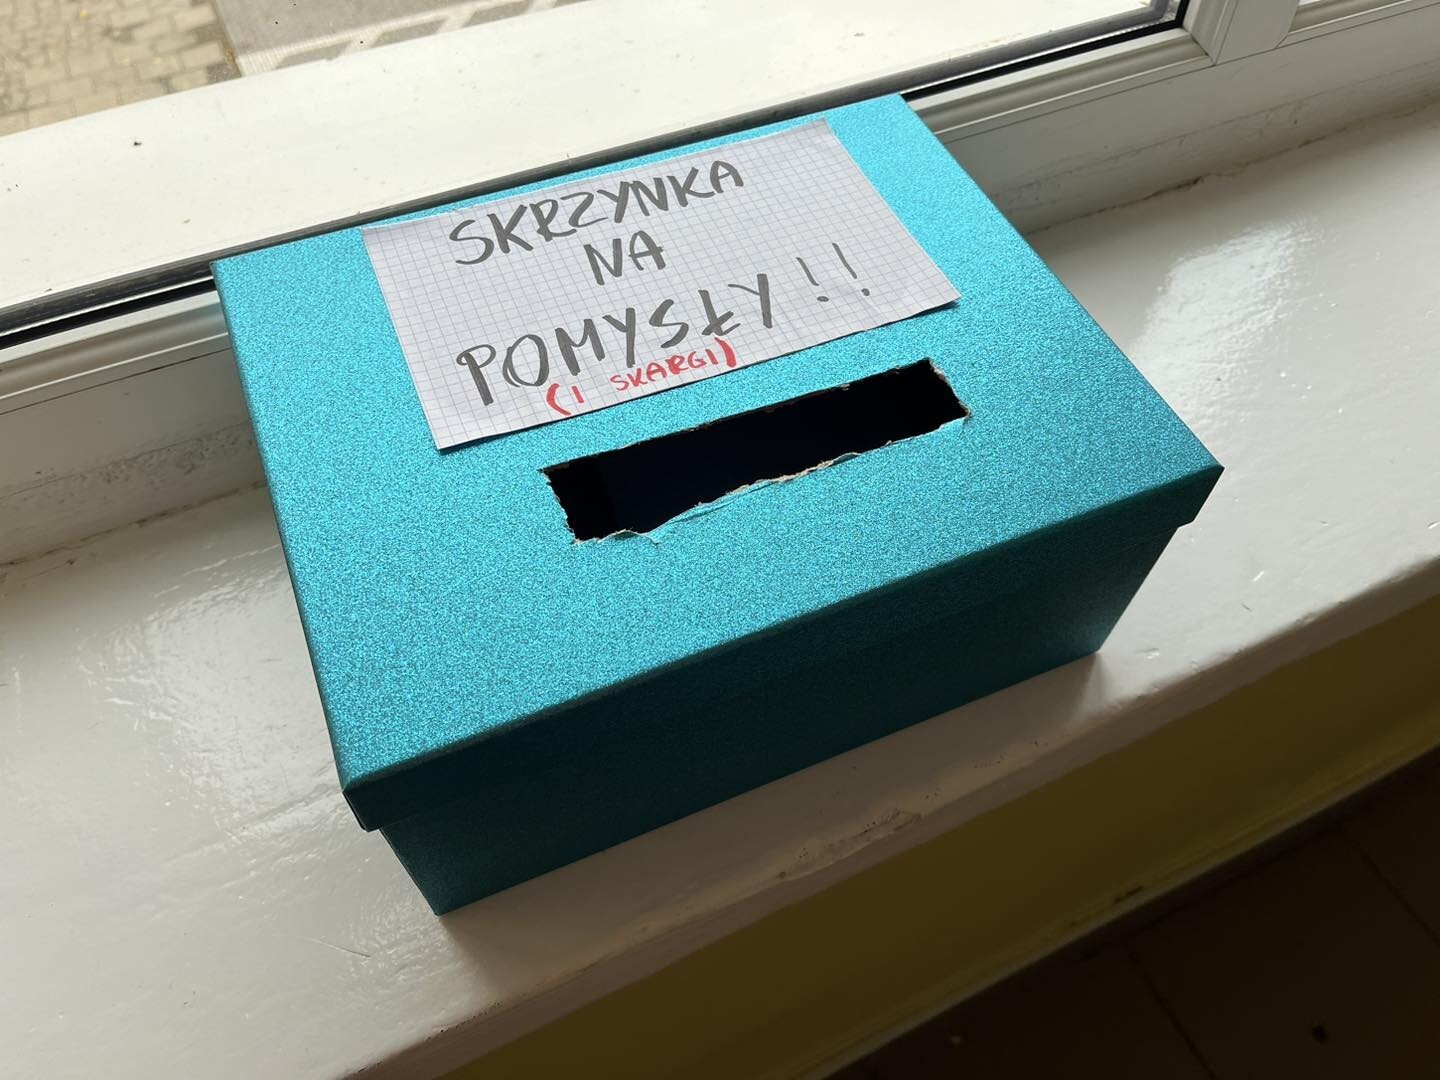 SKRZYNKA
NA
POMYSŁY!!
(I SKARGI)